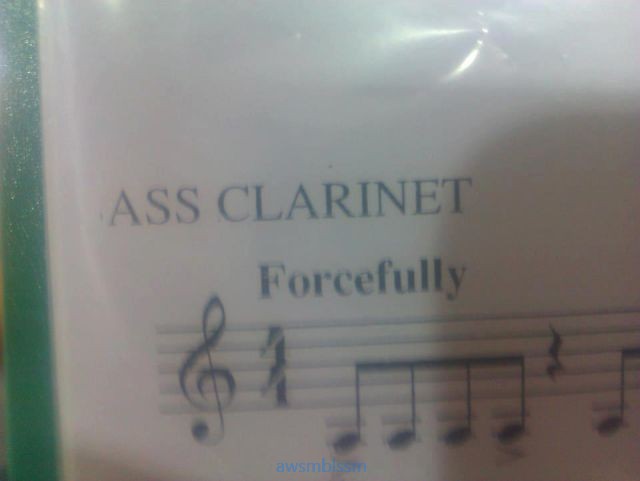 ASS CLARINET
Forcefully
awsmblssm